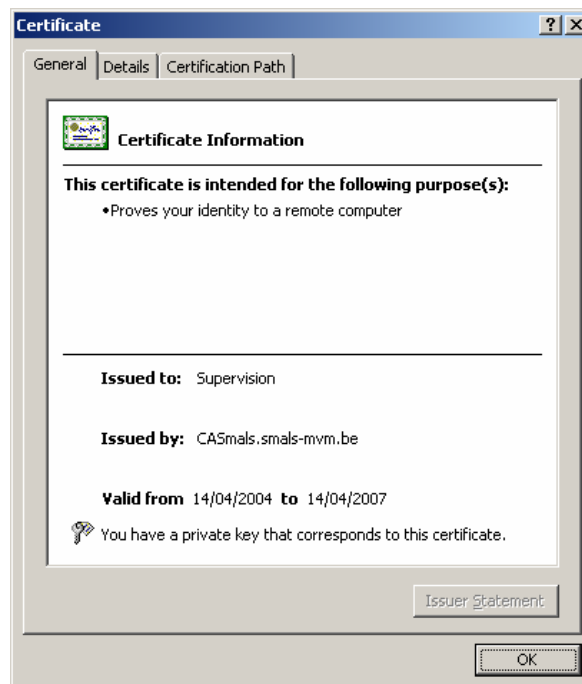 Certificate
General Details Certification Path
Certificate Information
This certificate is intended for the following purpose(s):
•Proves your identity to a remote computer
Issued to: Supervision
Issued by: CASmals.smals-mvm.be
Valid from 14/04/2004 to 14/04/2007
You have a private key that corresponds to this certificate.
Issuer Statement
OK